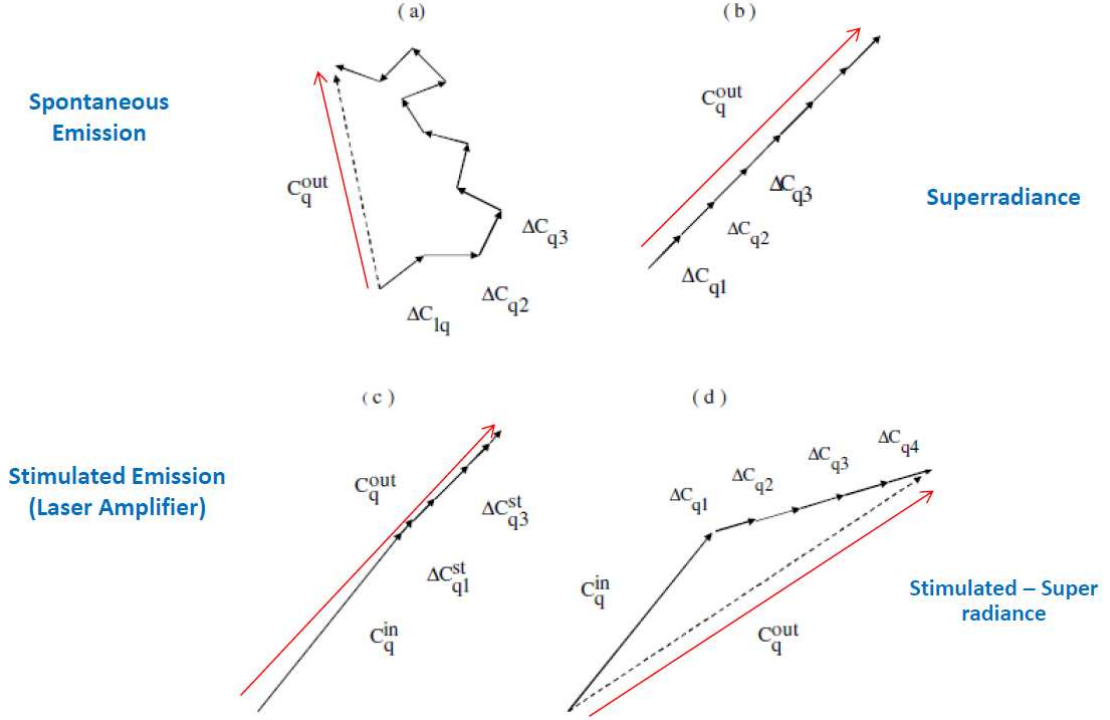 ( a )
Spontaneous
Emission
C_q^out
ΔC_1q
ΔC_q2
ΔC_q3
( b )
C_q^out
ΔC_q3
ΔC_q2
ΔC_q1
Superradiance
( c )
Stimulated Emission
(Laser Amplifier)
C_q^out
ΔC_q3^st
ΔC_q1^st
C_q^in
( d )
ΔC_q4
ΔC_q3
ΔC_q2
ΔC_q1
C_q^in
C_q^out
Stimulated – Super
radiance